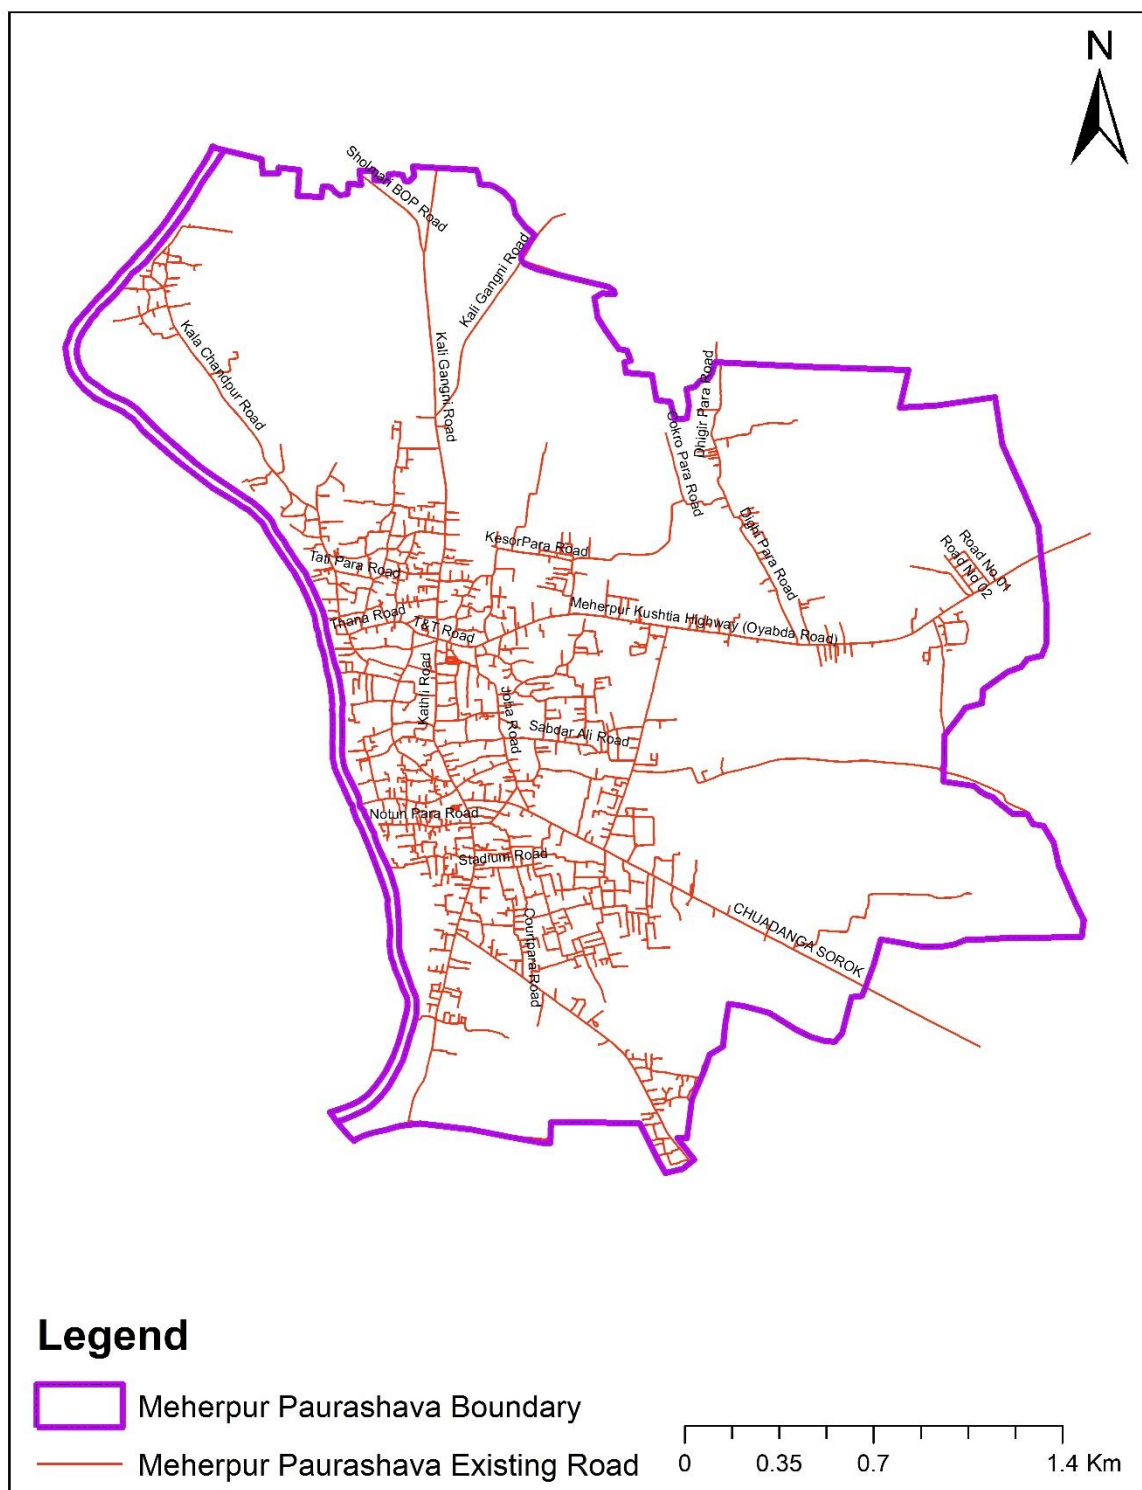 N
Sholmari BOP Road
Kali Gangni Road
Kala Chandpur Road
Kali Gangni Road
Dhigir Para Road
Cokro Para Road
KesorPara Road
Dighi Para Road
Road No 01
Road No 02
Tati Para Road
Meherpur Kushtia Highway (Oyabda Road)
Thana Road
T&T Road
Kathli Road
Joha Road
Sabdar Ali Road
Notun Para Road
Stadium Road
CHUADANGA SOROK
Courtpara Road
Legend
Meherpur Paurashava Boundary
Meherpur Paurashava Existing Road
0 0.35 0.7 1.4 Km